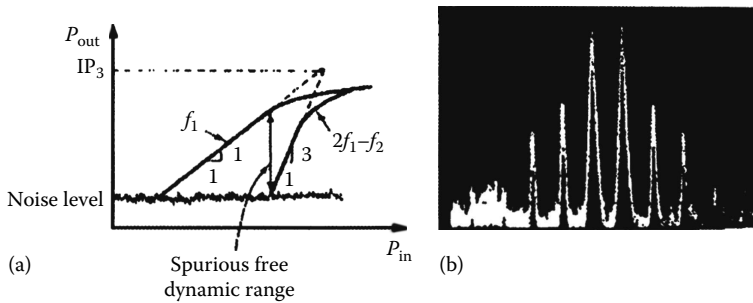 P_out
IP_3
f_1
1
1
3
1
2f_1–f_2
Noise level
P_in
(a)
Spurious free
dynamic range
(b)